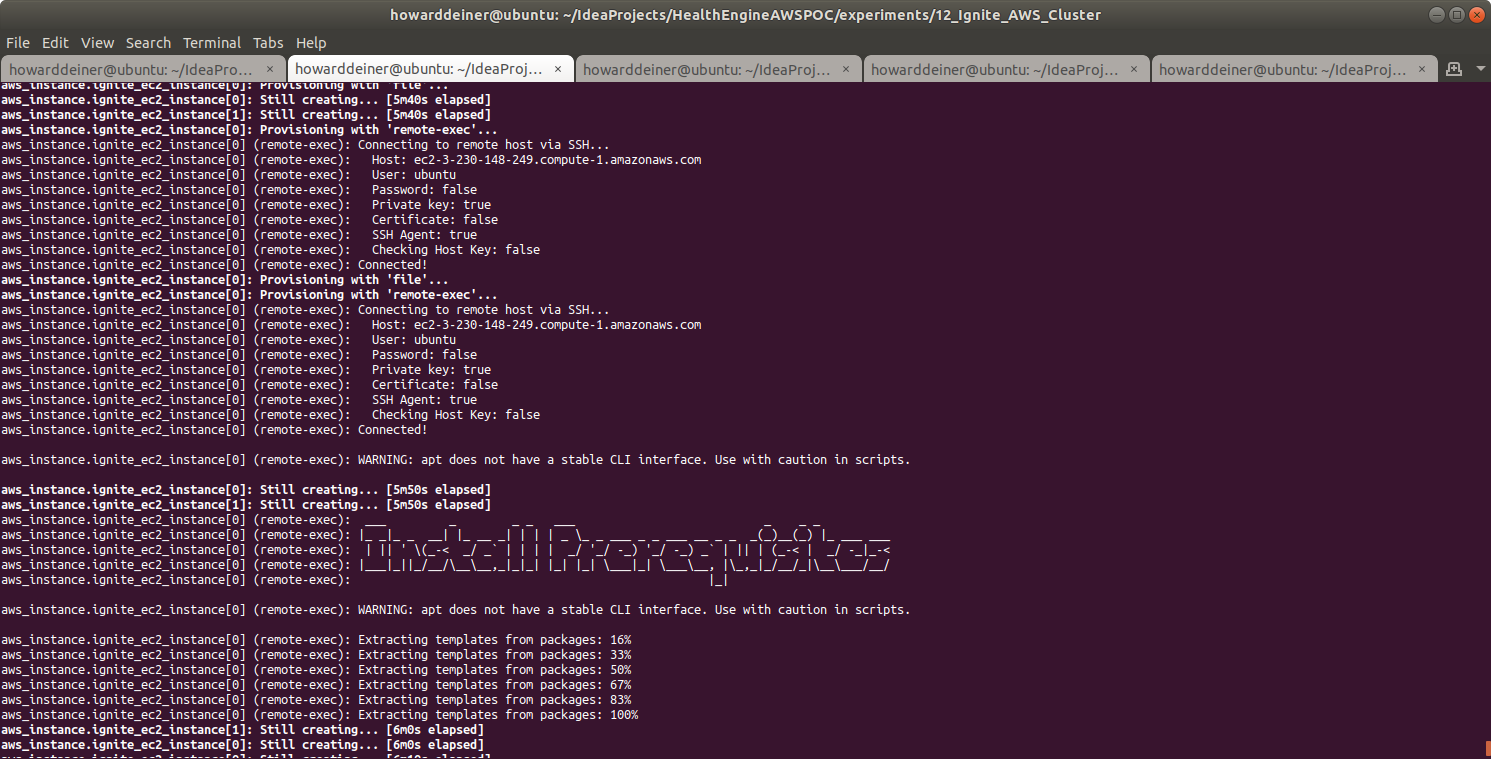 howarddeiner@ubuntu: ~/IdeaProjects/HealthEngineAWSPOC/experiments/12_Ignite_AWS_Cluster
File Edit View Search Terminal Tabs Help
howarddeiner@ubuntu: ~/IdeaPro... × howarddeiner@ubuntu: ~/IdeaProj... × howarddeiner@ubuntu: ~/IdeaProj... × howarddeiner@ubuntu: ~/IdeaProj... × howarddeiner@ubuntu: ~/IdeaProj... ×
aws_instance.ignite_ec2_instance[0]: Provisioning with 'file'...
aws_instance.ignite_ec2_instance[0]: Still creating... [5m40s elapsed]
aws_instance.ignite_ec2_instance[1]: Still creating... [5m40s elapsed]
aws_instance.ignite_ec2_instance[0]: Provisioning with 'remote-exec'...
aws_instance.ignite_ec2_instance[0] (remote-exec): Connecting to remote host via SSH...
aws_instance.ignite_ec2_instance[0] (remote-exec):   Host: ec2-3-230-148-249.compute-1.amazonaws.com
aws_instance.ignite_ec2_instance[0] (remote-exec):   User: ubuntu
aws_instance.ignite_ec2_instance[0] (remote-exec):   Password: false
aws_instance.ignite_ec2_instance[0] (remote-exec):   Private key: true
aws_instance.ignite_ec2_instance[0] (remote-exec):   Certificate: false
aws_instance.ignite_ec2_instance[0] (remote-exec):   SSH Agent: true
aws_instance.ignite_ec2_instance[0] (remote-exec):   Checking Host Key: false
aws_instance.ignite_ec2_instance[0] (remote-exec): Connected!
aws_instance.ignite_ec2_instance[0]: Provisioning with 'file'...
aws_instance.ignite_ec2_instance[0]: Provisioning with 'remote-exec'...
aws_instance.ignite_ec2_instance[0] (remote-exec): Connecting to remote host via SSH...
aws_instance.ignite_ec2_instance[0] (remote-exec):   Host: ec2-3-230-148-249.compute-1.amazonaws.com
aws_instance.ignite_ec2_instance[0] (remote-exec):   User: ubuntu
aws_instance.ignite_ec2_instance[0] (remote-exec):   Password: false
aws_instance.ignite_ec2_instance[0] (remote-exec):   Private key: true
aws_instance.ignite_ec2_instance[0] (remote-exec):   Certificate: false
aws_instance.ignite_ec2_instance[0] (remote-exec):   SSH Agent: true
aws_instance.ignite_ec2_instance[0] (remote-exec):   Checking Host Key: false
aws_instance.ignite_ec2_instance[0] (remote-exec): Connected!
aws_instance.ignite_ec2_instance[0] (remote-exec): WARNING: apt does not have a stable CLI interface. Use with caution in scripts.
aws_instance.ignite_ec2_instance[0]: Still creating... [5m50s elapsed]
aws_instance.ignite_ec2_instance[1]: Still creating... [5m50s elapsed]
aws_instance.ignite_ec2_instance[0] (remote-exec):
aws_instance.ignite_ec2_instance[0] (remote-exec):
aws_instance.ignite_ec2_instance[0] (remote-exec): Install Prerequisites
aws_instance.ignite_ec2_instance[0] (remote-exec):
aws_instance.ignite_ec2_instance[0] (remote-exec):
aws_instance.ignite_ec2_instance[0] (remote-exec): WARNING: apt does not have a stable CLI interface. Use with caution in scripts.
aws_instance.ignite_ec2_instance[0] (remote-exec): Extracting templates from packages: 16%
aws_instance.ignite_ec2_instance[0] (remote-exec): Extracting templates from packages: 33%
aws_instance.ignite_ec2_instance[0] (remote-exec): Extracting templates from packages: 50%
aws_instance.ignite_ec2_instance[0] (remote-exec): Extracting templates from packages: 67%
aws_instance.ignite_ec2_instance[0] (remote-exec): Extracting templates from packages: 83%
aws_instance.ignite_ec2_instance[0] (remote-exec): Extracting templates from packages: 100%
aws_instance.ignite_ec2_instance[1]: Still creating... [6m0s elapsed]
aws_instance.ignite_ec2_instance[0]: Still creating... [6m0s elapsed]